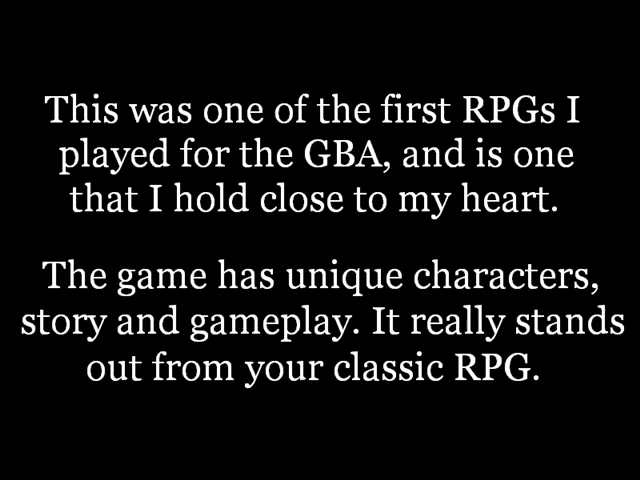 This was one of the first RPGs I
played for the GBA, and is one
that I hold close to my heart.
The game has unique characters,
story and gameplay. It really stands
out from your classic RPG.